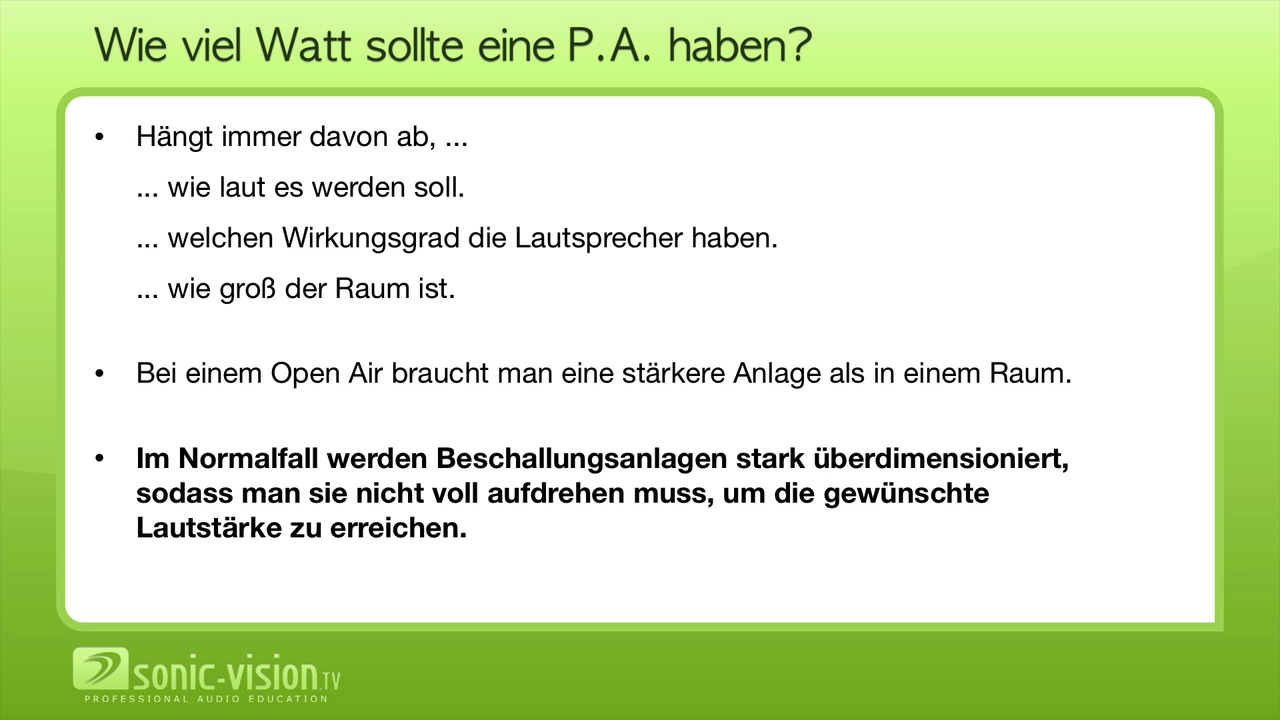 Wie viel Watt sollte eine P.A. haben?
• Hängt immer davon ab, ...
... wie laut es werden soll.
... welchen Wirkungsgrad die Lautsprecher haben.
... wie groß der Raum ist.
• Bei einem Open Air braucht man eine stärkere Anlage als in einem Raum.
• Im Normalfall werden Beschallungsanlagen stark überdimensioniert,
sodass man sie nicht voll aufdrehen muss, um die gewünschte
Lautstärke zu erreichen.
sonic-vision.TV
PROFESSIONAL AUDIO EDUCATION